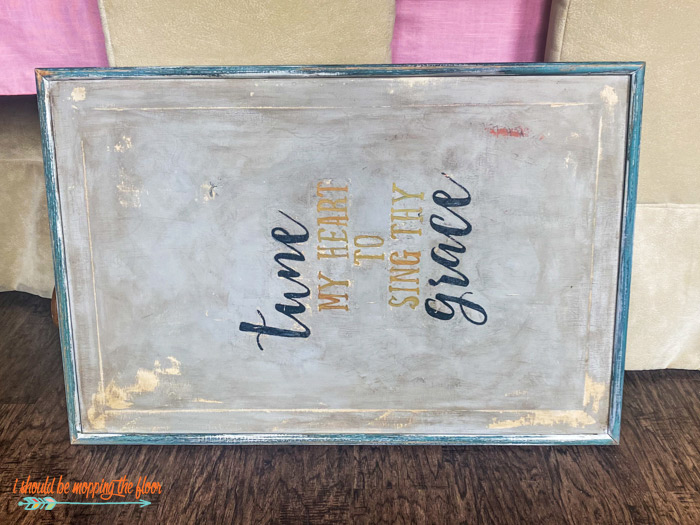 tune
MY HEART
TO
SING THY
grace
i should be mopping the floor